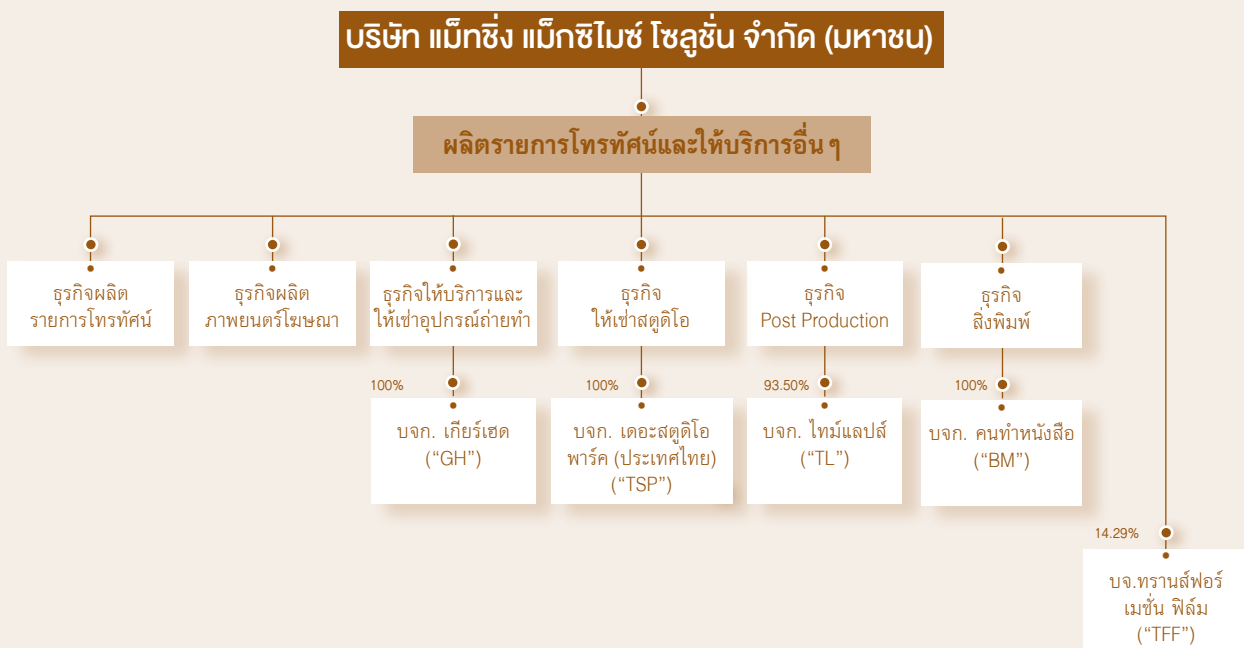 บริษัท แม็ทชิ่ง แม็กซิไมซ์ โซลูชั่น จำกัด (มหาชน)
ผลิตรายการโทรทัศน์และให้บริการอื่น ๆ
ธุรกิจผลิต
รายการโทรทัศน์
ธุรกิจผลิต
ภาพยนตร์โฆษณา
ธุรกิจให้บริการและ
ให้เช่าอุปกรณ์ถ่ายทำ
ธุรกิจ
ให้เช่าสตูดิโอ
ธุรกิจ
Post Production
ธุรกิจ
สิ่งพิมพ์
100%
บจก. เกียร์เฮด
(“GH”)
100%
บจก. เดอะสตูดิโอ
พาร์ค (ประเทศไทย)
(“TSP”)
93.50%
บจก. ไทม์แลปส์
(“TL”)
100%
บจก. คนทำหนังสือ
(“BM”)
14.29%
บจ.ทรานส์ฟอร์
เมชั่น ฟิล์ม
(“TFF”)